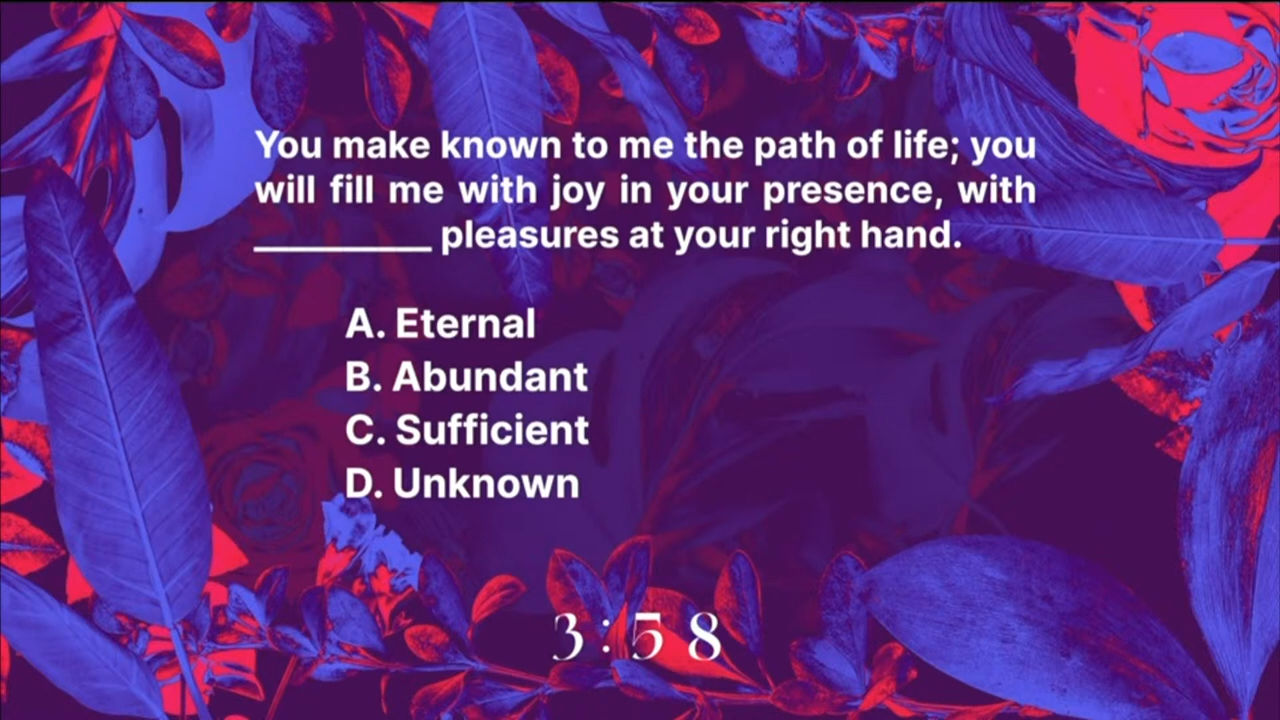 You make known to me the path of life; you
will fill me with joy in your presence, with
__________ pleasures at your right hand.
A. Eternal
B. Abundant
C. Sufficient
D. Unknown
3:58